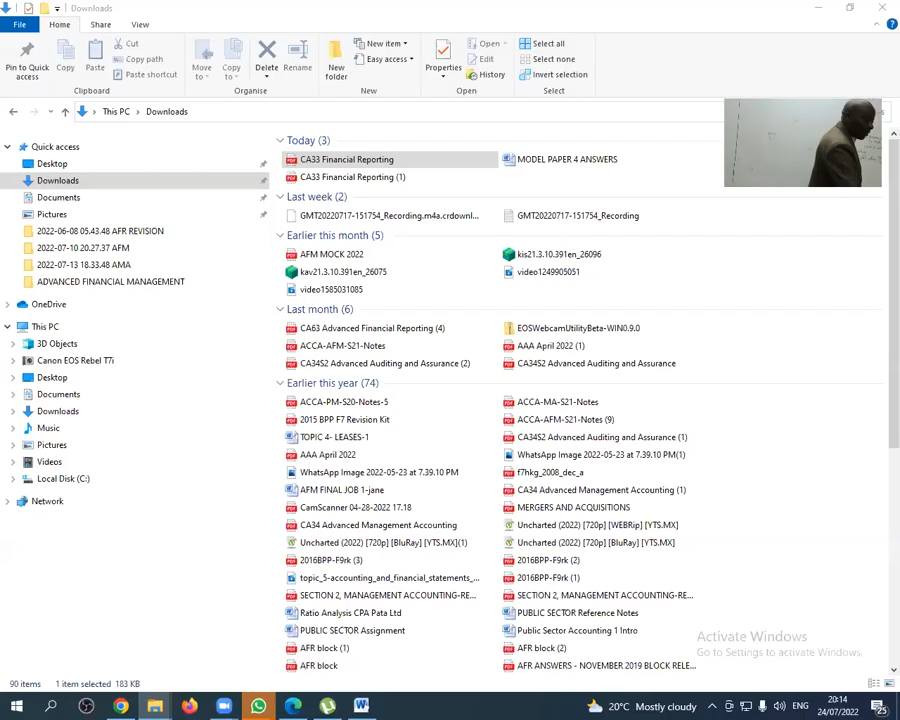 Downloads
File Home Share View
Pin to Quick access
Copy
Paste
Cut
Copy path
Paste shortcut
Clipboard
Move to
Copy to
Delete
Rename
Organise
New folder
New item
Easy access
New
Properties
Open
Edit
History
Open
Select all
Select none
Invert selection
Select
This PC Downloads
Quick access
Desktop
Downloads
Documents
Pictures
2022-06-08 05.43.48 AFR REVISION
2022-07-10 20.27.37 AFM
2022-07-13 18.33.48 AMA
ADVANCED FINANCIAL MANAGEMENT
OneDrive
This PC
3D Objects
Canon EOS Rebel T7i
Desktop
Documents
Downloads
Music
Pictures
Videos
Local Disk (C:)
Network
Today (3)
CA33 Financial Reporting MODEL PAPER 4 ANSWERS
CA33 Financial Reporting (1)
Last week (2)
GMT20220717-151754_Recording.m4a.crdownl... GMT20220717-151754_Recording
Earlier this month (5)
AFM MOCK 2022 kis21.3.10.391en_26096
kav21.3.10.391en_26075 video1249905051
video1585031085
Last month (6)
CA63 Advanced Financial Reporting (4) EOSWebcamUtilityBeta-WIN0.9.0
ACCA-AFM-S21-Notes AAA April 2022 (1)
CA34S2 Advanced Auditing and Assurance (2) CA34S2 Advanced Auditing and Assurance
Earlier this year (74)
ACCA-PM-S20-Notes-5 ACCA-MA-S21-Notes
2015 BPP F7 Revision Kit ACCA-AFM-S21-Notes (9)
TOPIC 4- LEASES-1 CA34S2 Advanced Auditing and Assurance (1)
AAA April 2022 WhatsApp Image 2022-05-23 at 7.39.10 PM(1)
WhatsApp Image 2022-05-23 at 7.39.10 PM f7hkg_2008_dec_a
AFM FINAL JOB 1-jane CA34 Advanced Management Accounting (1)
CamScanner 04-28-2022 17.18 MERGERS AND ACQUISITIONS
CA34 Advanced Management Accounting Uncharted (2022) [720p] [WEBRip] [YTS.MX]
Uncharted (2022) [720p] [BluRay] [YTS.MX](1) Uncharted (2022) [720p] [BluRay] [YTS.MX]
2016BPP-F9rk (3) 2016BPP-F9rk (2)
topic_5-accounting_and_financial_statements_... 2016BPP-F9rk (1)
SECTION 2, MANAGEMENT ACCOUNTING-RE... SECTION 2, MANAGEMENT ACCOUNTING-RE...
Ratio Analysis CPA Pata Ltd PUBLIC SECTOR Reference Notes
PUBLIC SECTOR Assignment Public Sector Accounting 1 Intro
AFR block (1) AFR block (2)
AFR block AFR ANSWERS - NOVEMBER 2019 BLOCK RELE...
Activate Windows
Go to Settings to activate Windows.
90 items 1 item selected 183 KB
20°C Mostly cloudy
20:14
24/07/2022
25